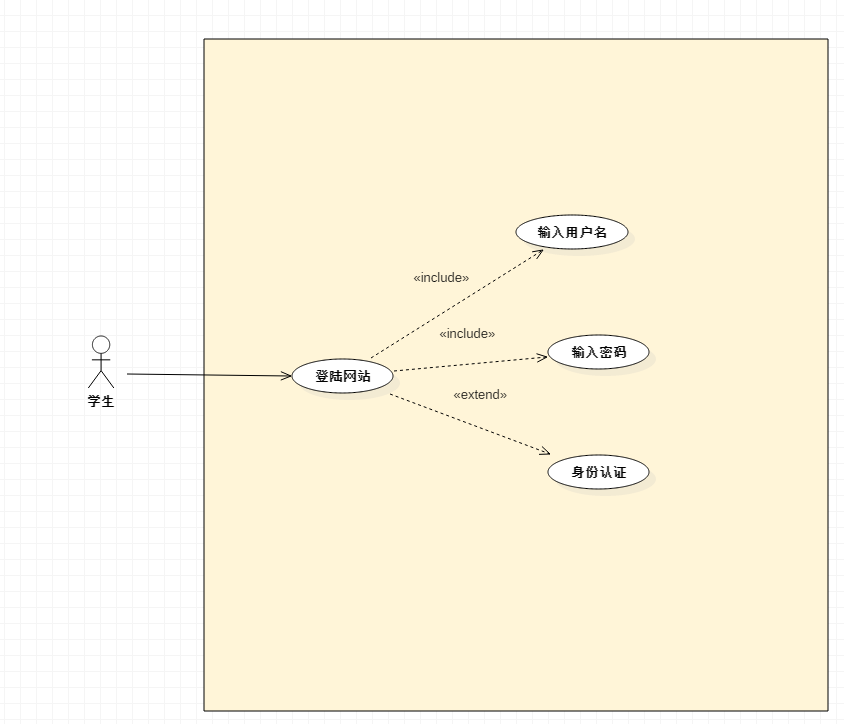 输入用户名
«include»
«include»
输入密码
登陆网站
学生
«extend»
身份认证